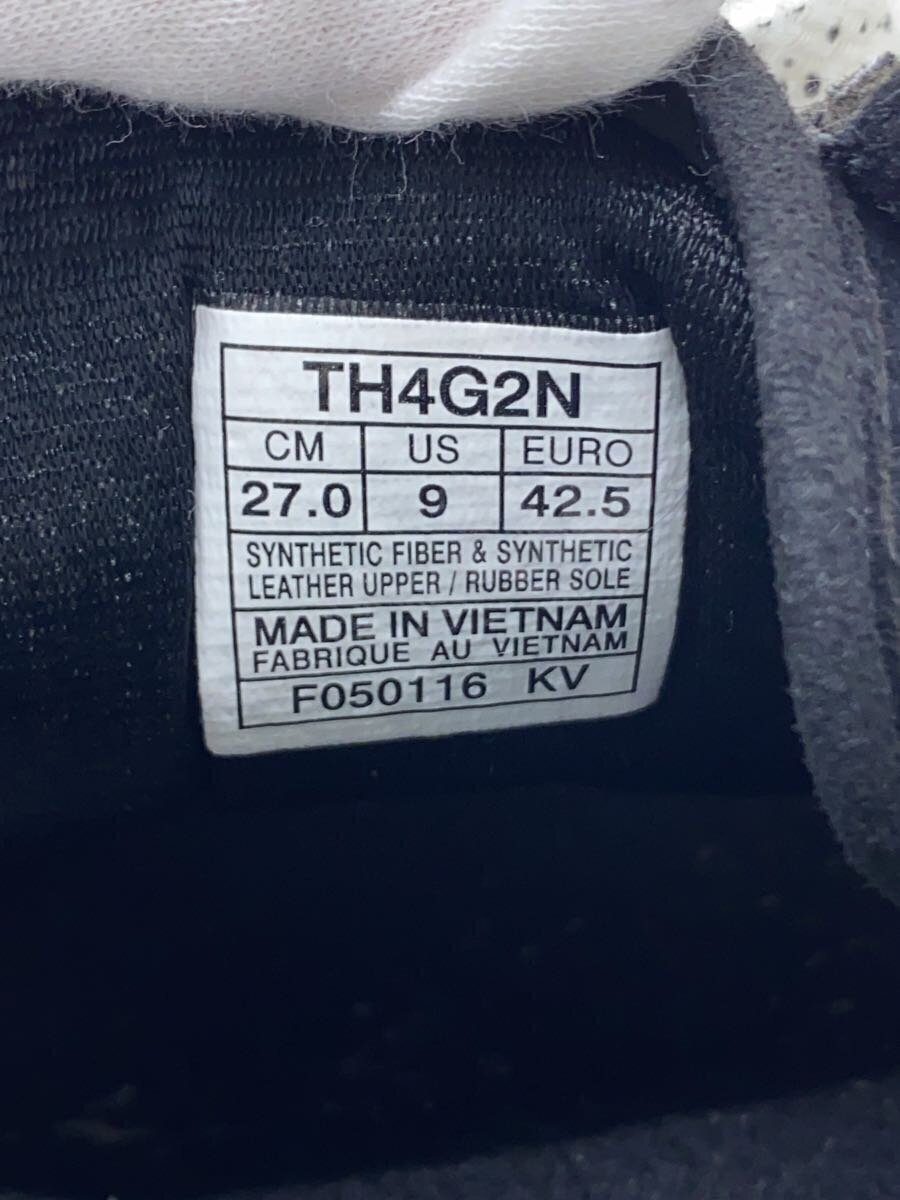 TH4G2N
CM US EURO
27.0 9 42.5
SYNTHETIC FIBER & SYNTHETIC
LEATHER UPPER / RUBBER SOLE
MADE IN VIETNAM
FABRIQUE AU VIETNAM
F050116 KV